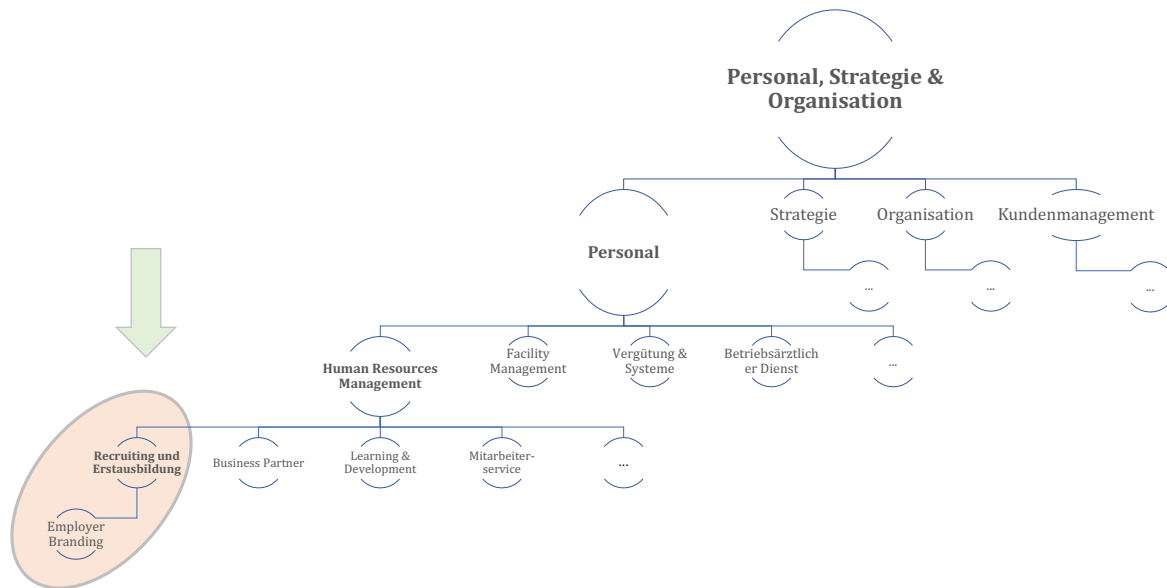 Personal, Strategie &
Organisation
Personal
Strategie
Organisation
Kundenmanagement
...
...
...
Human Resources
Management
Facility
Management
Vergütung &
Systeme
Betriebsärztlich
er Dienst
...
Recruiting und
Erstausbildung
Business Partner
Learning &
Development
Mitarbeiter-
service
...
Employer
Branding